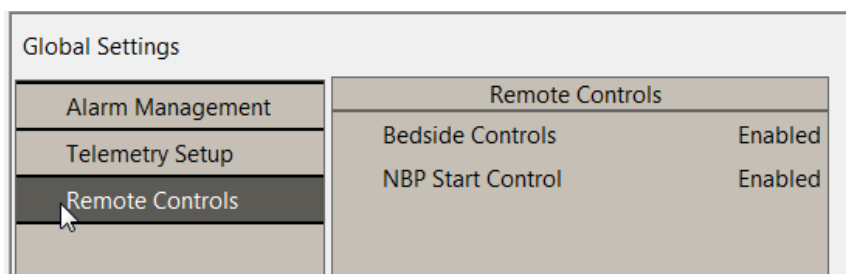 Global Settings
Alarm Management
Telemetry Setup
Remote Controls
Remote Controls
Bedside Controls Enabled
NBP Start Control Enabled